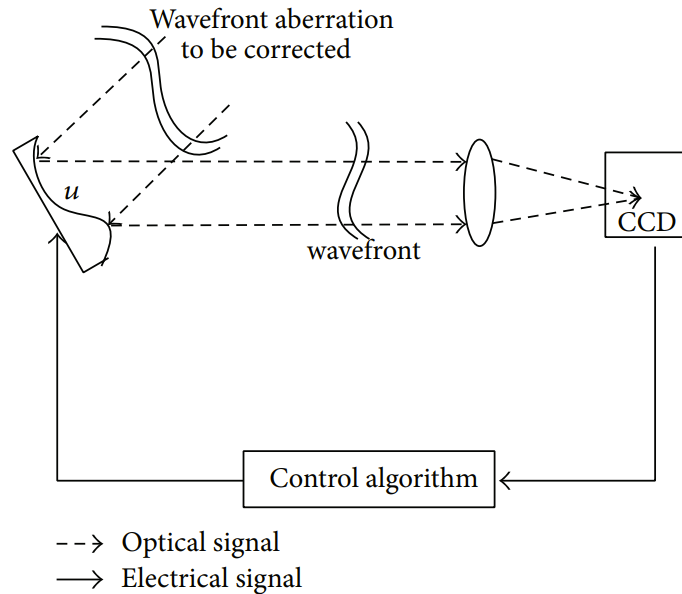 Wavefront aberration
to be corrected
u
wavefront
CCD
Control algorithm
Optical signal
Electrical signal